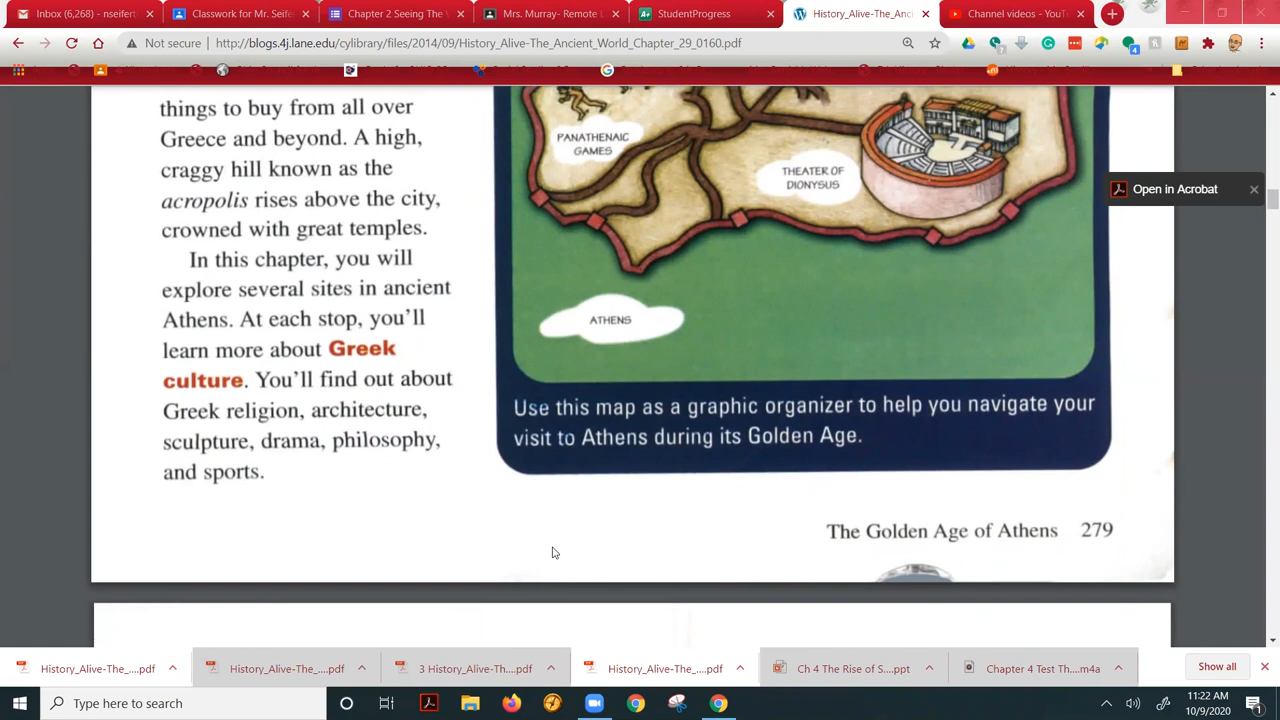 Inbox (6,268) - nseifert
Classwork for Mr. Seife
Chapter 2 Seeing The
Mrs. Murray- Remote L
StudentProgress
History_Alive-The_Anci
Channel videos - YouTu
Not secure
http://blogs.4j.lane.edu/cylibrary/files/2014/09/History_Alive-The_Ancient_World_Chapter_29_0160.pdf
Open in Acrobat
things to buy from all over
Greece and beyond. A high,
craggy hill known as the
acropolis rises above the city,
crowned with great temples.
In this chapter, you will
explore several sites in ancient
Athens. At each stop, you'll
learn more about Greek
culture. You'll find out about
Greek religion, architecture,
sculpture, drama, philosophy,
and sports.
PANATHENAIC
GAMES
THEATER OF
DIONYSUS
ATHENS
Use this map as a graphic organizer to help you navigate your
visit to Athens during its Golden Age.
The Golden Age of Athens 279
History_Alive-The_....pdf
History_Alive-The_....pdf
3 History_Alive-Th....pdf
History_Alive-The_....pdf
Ch 4 The Rise of S....ppt
Chapter 4 Test Th....m4a
Show all
Type here to search
11:22 AM
10/9/2020